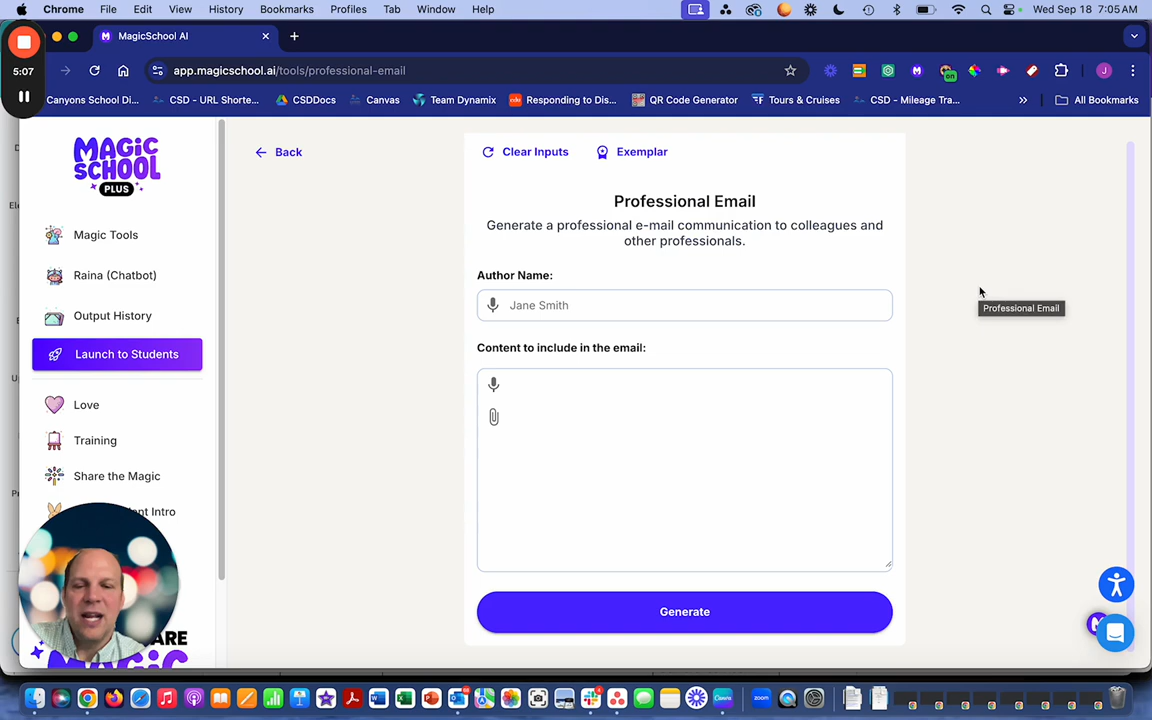 Chrome File Edit View History Bookmarks Profiles Tab Window Help Wed Sep 18 7:05 AM
MagicSchool AI
5:07
app.magicschool.ai/tools/professional-email
J
Canyons School Di... CSD - URL Shorte... CSDDocs Canvas Team Dynamix Responding to Dis... QR Code Generator Tours & Cruises CSD - Mileage Tra... All Bookmarks
MAGIC
SCHOOL
PLUS
Magic Tools
Raina (Chatbot)
Output History
Launch to Students
Love
Training
Share the Magic
nt Intro
ARE
Back
Clear Inputs Exemplar
Professional Email
Generate a professional e-mail communication to colleagues and
other professionals.
Author Name:
Jane Smith
Content to include in the email:
Generate
Professional Email